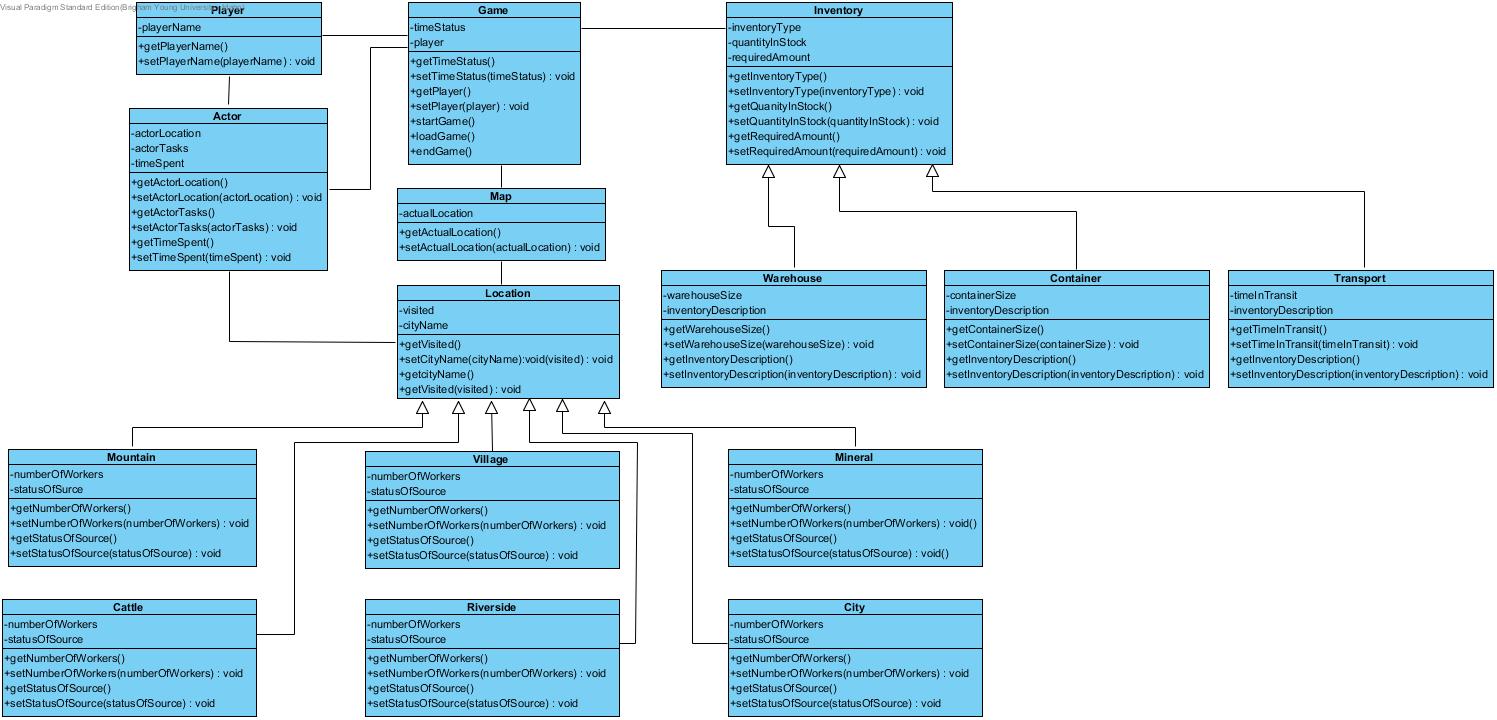 Visual Paradigm Standard Edition(Brigham Young University
Player
-playerName
+getPlayerName()
+setPlayerName(playerName) : void
Game
-timeStatus
-player
+getTimeStatus()
+setTimeStatus(timeStatus) : void
+getPlayer()
+setPlayer(player) : void
+startGame()
+loadGame()
+endGame()
Inventory
-inventoryType
-quantityInStock
-requiredAmount
+getInventoryType()
+setInventoryType(inventoryType) : void
+getQuanityInStock()
+setQuantityInStock(quantityInStock) : void
+getRequiredAmount()
+setRequiredAmount(requiredAmount) : void
Actor
-actorLocation
-actorTasks
-timeSpent
+getActorLocation()
+setActorLocation(actorLocation) : void
+getActorTasks()
+setActorTasks(actorTasks) : void
+getTimeSpent()
+setTimeSpent(timeSpent) : void
Map
-actualLocation
+getActualLocation()
+setActualLocation(actualLocation) : void
Location
-visited
-cityName
+getVisited()
+setCityName(cityName):void(visited) : void
+getcityName()
+getVisited(visited) : void
Warehouse
-warehouseSize
-inventoryDescription
+getWarehouseSize()
+setWarehouseSize(warehouseSize) : void
+getInventoryDescription()
+setInventoryDescription(inventoryDescription) : void
Container
-containerSize
-inventoryDescription
+getContainerSize()
+setContainerSize(containerSize) : void
+getInventoryDescription()
+setInventoryDescription(inventoryDescription) : void
Transport
-timeInTransit
-inventoryDescription
+getTimeInTransit()
+setTimeInTransit(timeInTransit) : void
+getInventoryDescription()
+setInventoryDescription(inventoryDescription) : void
Mountain
-numberOfWorkers
-statusOfSurce
+getNumberOfWorkers()
+setNumberOfWorkers(numberOfWorkers) : void
+getStatusOfSource()
+setStatusOfSource(statusOfSource) : void
Village
-numberOfWorkers
-statusOfSource
+getNumberOfWorkers()
+setNumberOfWorkers(numberOfWorkers) : void
+getStatusOfSource()
+setStatusOfSource(statusOfSource) : void
Mineral
-numberOfWorkers
-statusOfSource
+getNumberOfWorkers()
+setNumberOfWorkers(numberOfWorkers) : void()
+getStatusOfSource()
+setStatusOfSource(statusOfSource) : void()
Cattle
-numberOfWorkers
-statusOfSource
+getNumberOfWorkers()
+setNumberOfWorkers(numberOfWorkers) : void
+getStatusOfSource()
+setStatusOfSource(statusOfSource) : void
Riverside
-numberOfWorkers
-statusOfSource
+getNumberOfWorkers()
+setNumberOfWorkers(numberOfWorkers) : void
+getStatusOfSource()
+setStatusOfSource(statusOfSource) : void
City
-numberOfWorkers
-statusOfSource
+getNumberOfWorkers()
+setNumberOfWorkers(numberOfWorkers) : void
+getStatusOfSource()
+setStatusOfSource(statusOfSource) : void